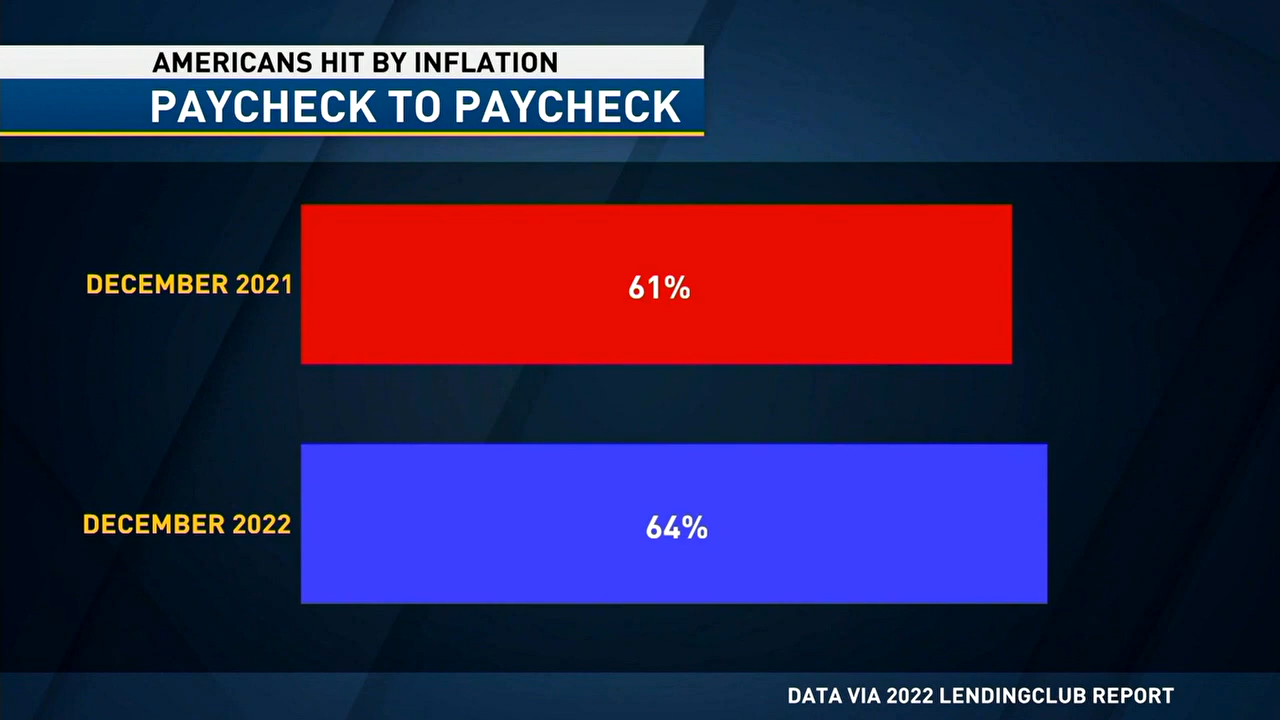 AMERICANS HIT BY INFLATION
PAYCHECK TO PAYCHECK
DECEMBER 2021
61%
DECEMBER 2022
64%
DATA VIA 2022 LENDINGCLUB REPORT